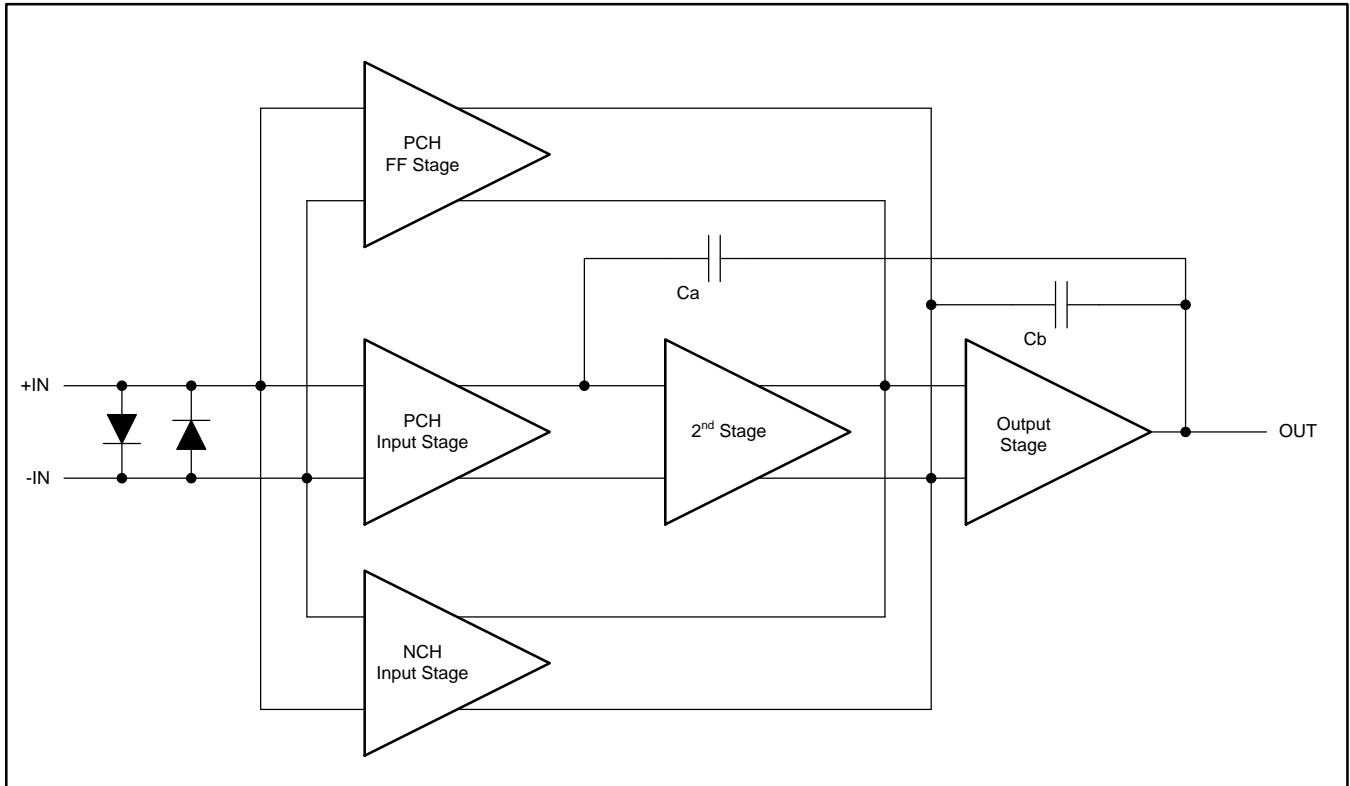 PCH
FF Stage
Ca
Cb
+IN
-IN
PCH
Input Stage
2nd Stage
Output
Stage
OUT
NCH
Input Stage